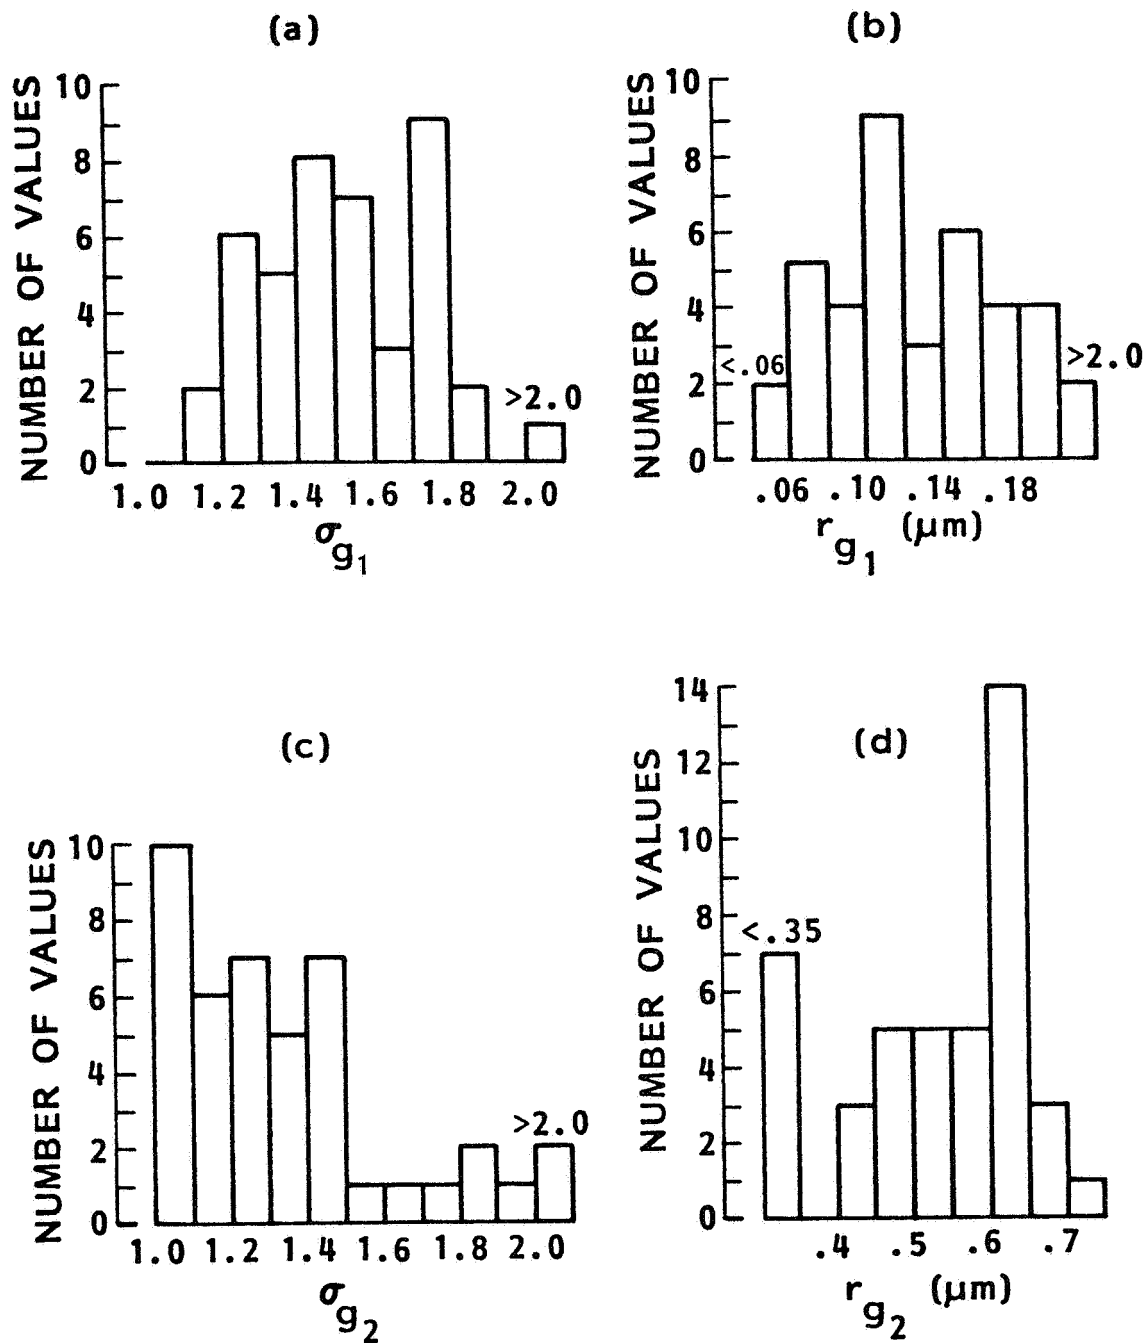 (a)
NUMBER OF VALUES
10
8
6
4
2
0
>2.0
1.0 1.2 1.4 1.6 1.8 2.0
σg1
(b)
NUMBER OF VALUES
10
8
6
4
2
0
<.06
>2.0
.06 .10 .14 .18
rg1 (μm)
(c)
NUMBER OF VALUES
10
8
6
4
2
0
>2.0
1.0 1.2 1.4 1.6 1.8 2.0
σg2
(d)
NUMBER OF VALUES
14
12
10
8
6
4
2
0
<.35
.4 .5 .6 .7
rg2 (μm)